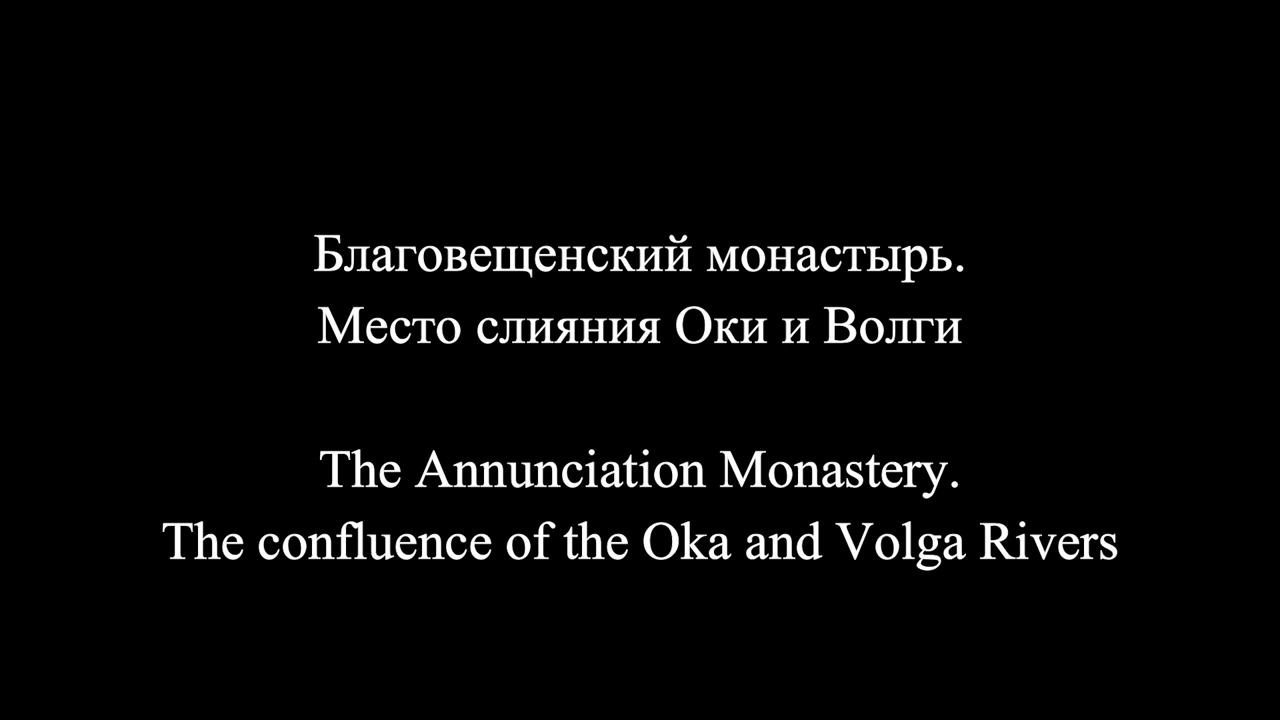 Благовещенский монастырь.
Место слияния Оки и Волги
The Annunciation Monastery.
The confluence of the Oka and Volga Rivers